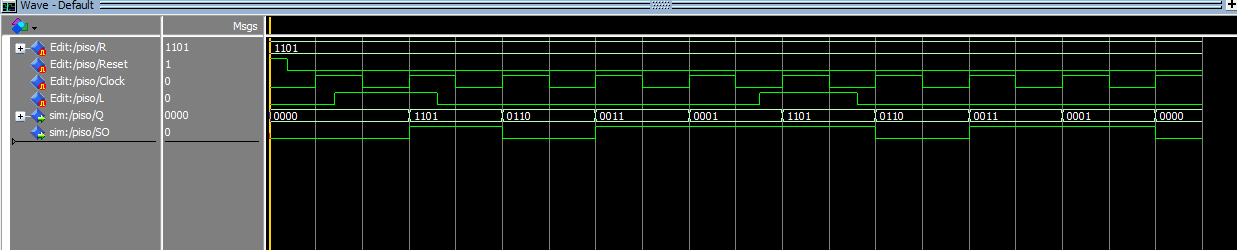 Wave - Default
Msgs
Edit:/piso/R 1101 1101
Edit:/piso/Reset 1
Edit:/piso/Clock 0
Edit:/piso/L 0
sim:/piso/Q 0000 0000 1101 0110 0011 0001 1101 0110 0011 0001 0000
sim:/piso/SO 0